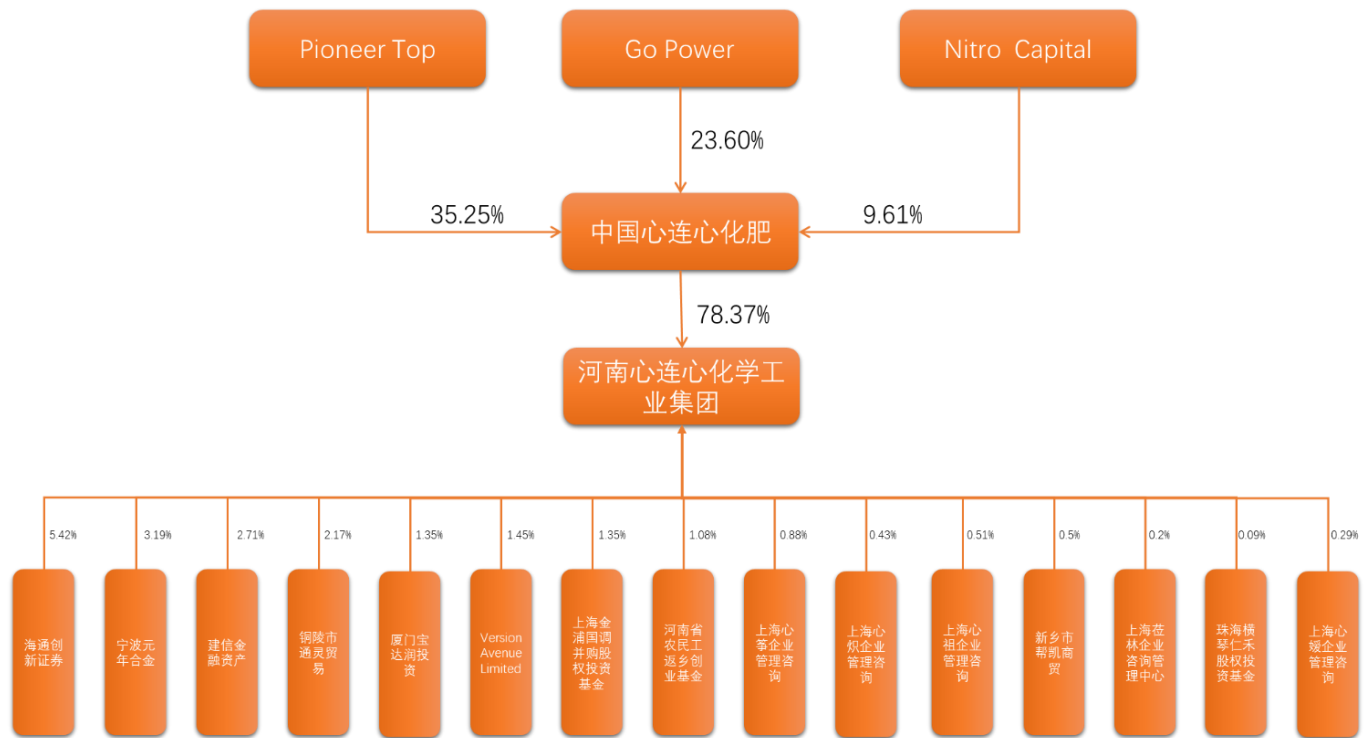 Pioneer Top
Go Power
Nitro Capital
23.60%
35.25%
9.61%
中国心连心化肥
78.37%
河南心连心化学工
业集团
5.42%
3.19%
2.71%
2.17%
1.35%
1.45%
1.35%
1.08%
0.88%
0.43%
0.51%
0.5%
0.2%
0.09%
0.29%
海通创
新证券
宁波元
年合金
建信金
融资产
铜陵市
通灵贸
易
厦门宝
达润投
资
Version
Avenue
Limited
上海金
浦国调
并购股
权投资
基金
河南省
农民工
返乡创
业基金
上海心
筝企业
管理咨
询
上海心
炽企业
管理咨
询
上海心
祖企业
管理咨
询
新乡市
帮凯商
贸
上海莅
林企业
咨询管
理中心
珠海横
琴仁禾
股权投
资基金
上海心
媛企业
管理咨
询